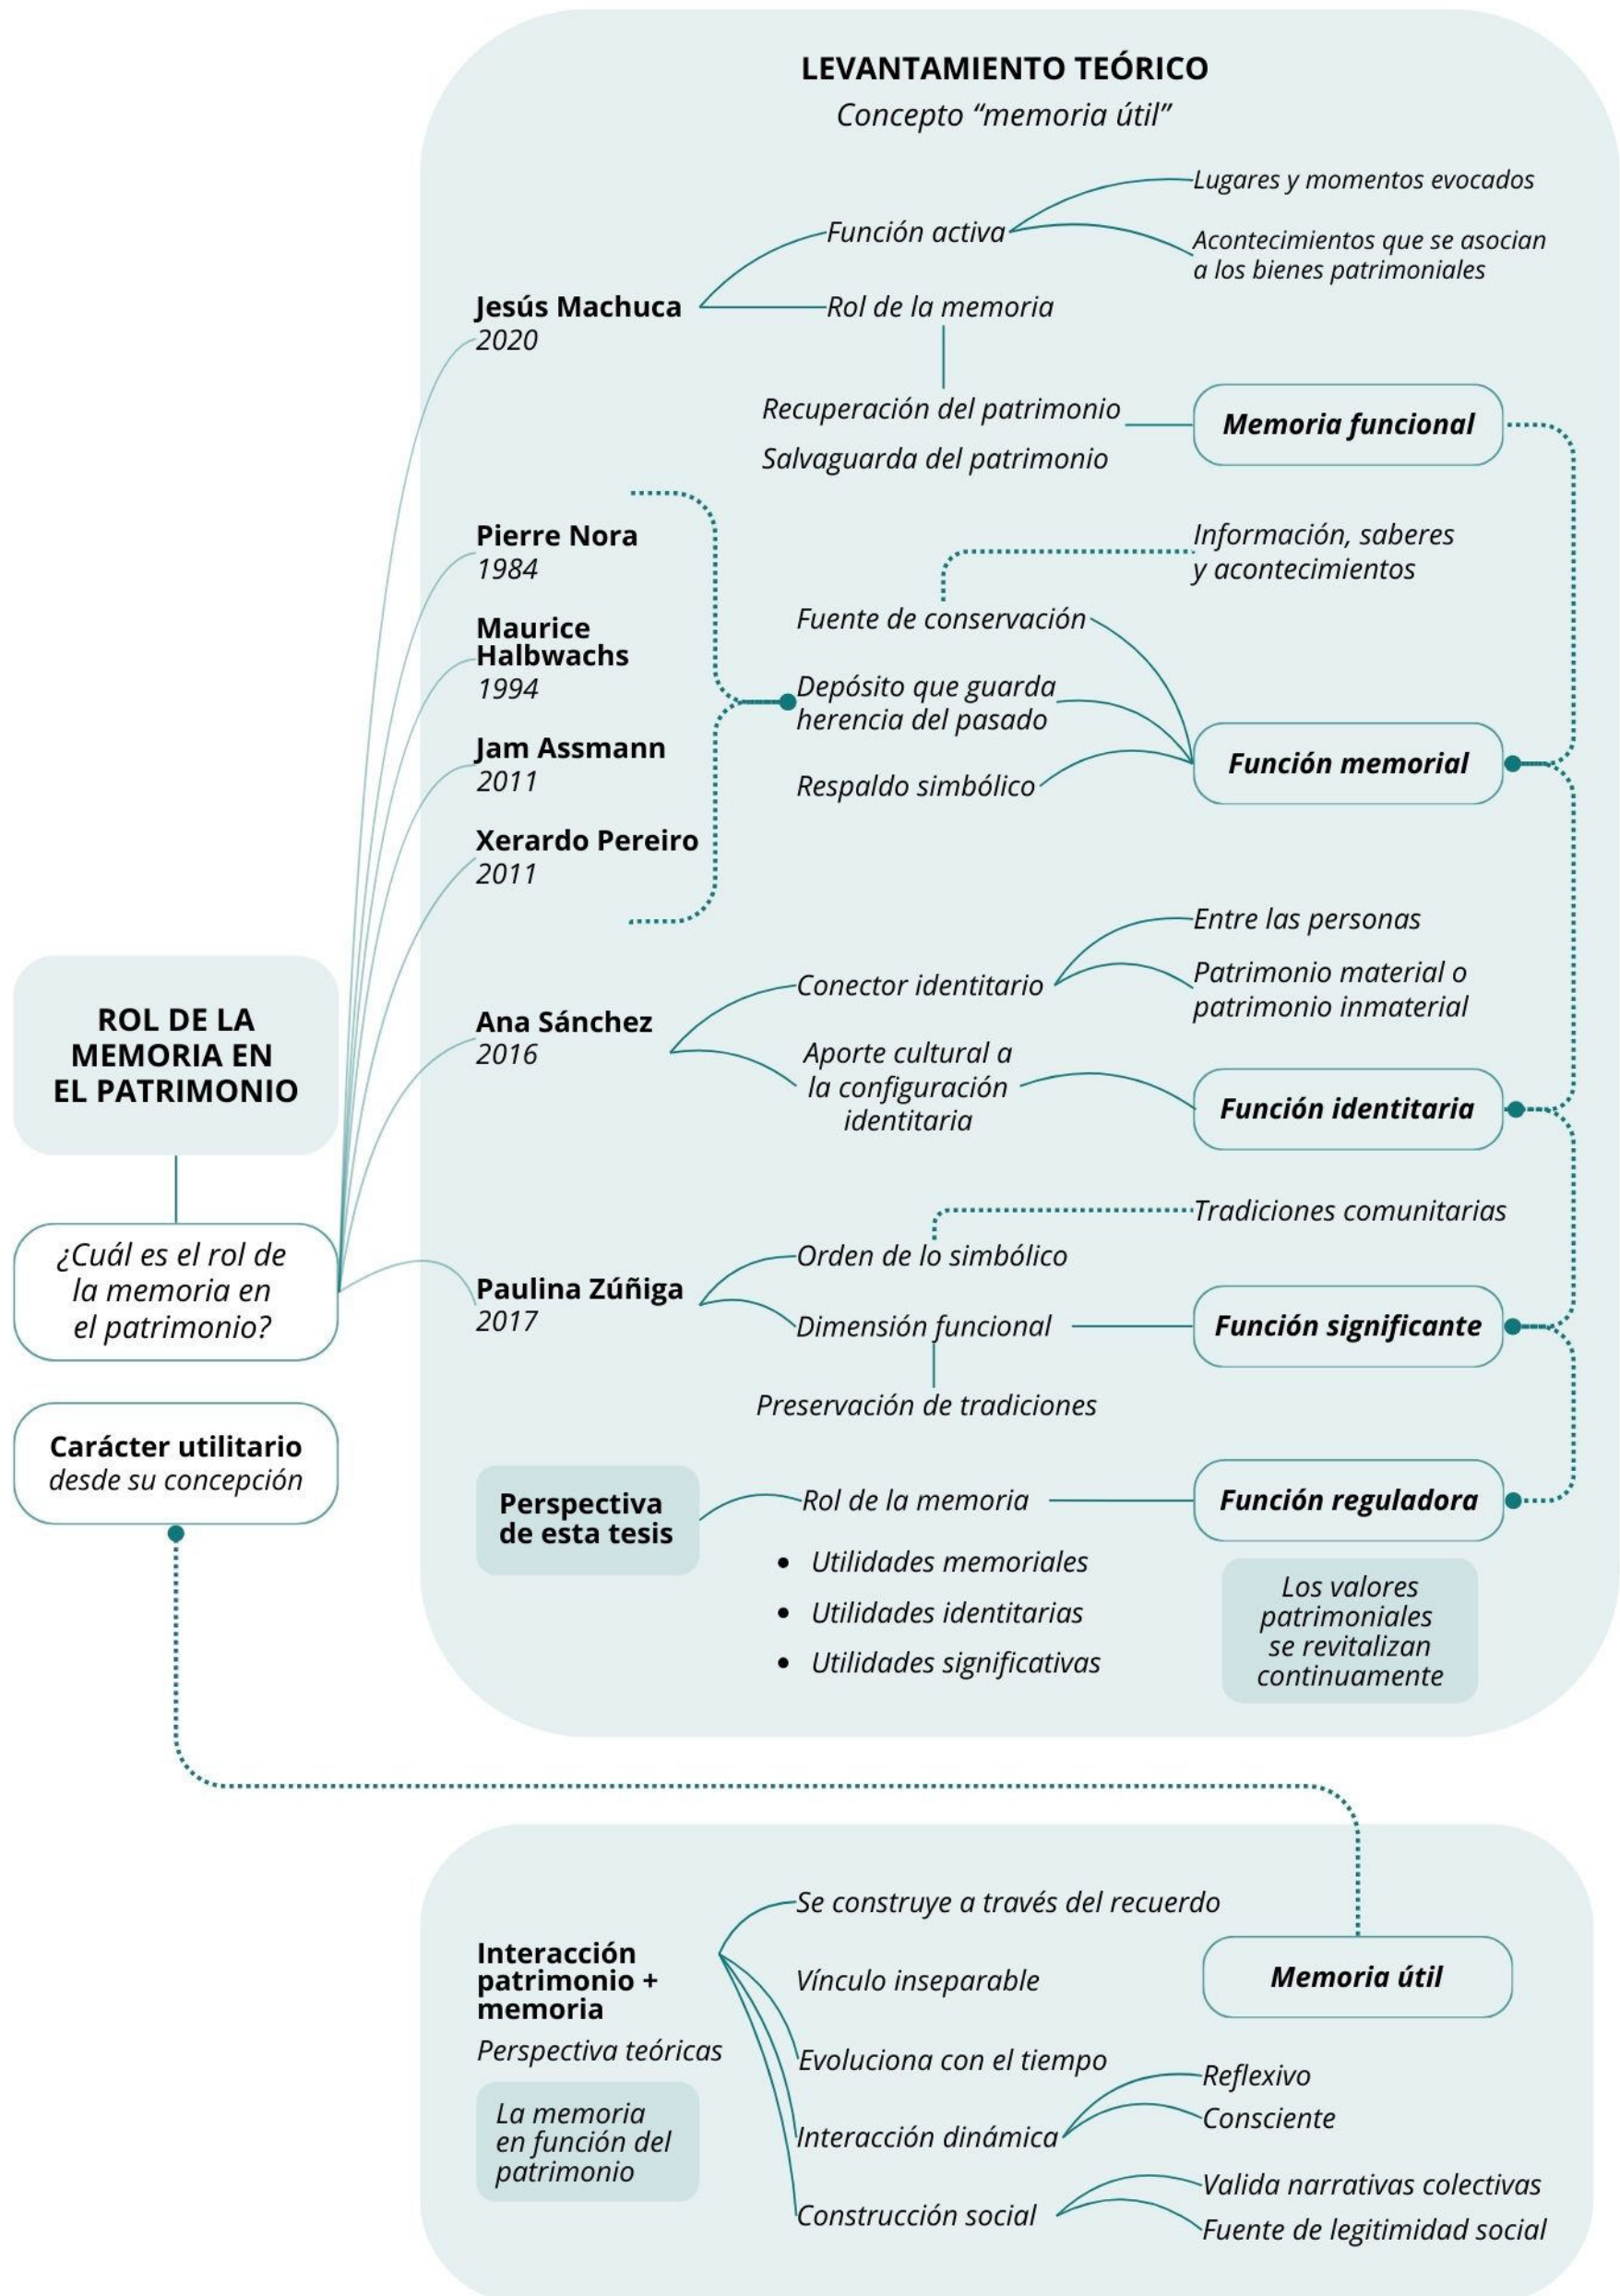 LEVANTAMIENTO TEÓRICO
Concepto “memoria útil”
Lugares y momentos evocados
Función activa
Acontecimientos que se asocian
a los bienes patrimoniales
Jesús Machuca
2020
Rol de la memoria
Recuperación del patrimonio
Salvaguarda del patrimonio
Memoria funcional
Pierre Nora
1984
Maurice
Halbwachs
1994
Jam Assmann
2011
Xerardo Pereiro
2011
Información, saberes
y acontecimientos
Fuente de conservación
Depósito que guarda
herencia del pasado
Respaldo simbólico
Función memorial
ROL DE LA
MEMORIA EN
EL PATRIMONIO
¿Cuál es el rol de
la memoria en
el patrimonio?
Carácter utilitario
desde su concepción
Ana Sánchez
2016
Conector identitario
Entre las personas
Patrimonio material o
patrimonio inmaterial
Aporte cultural a
la configuración
identitaria
Función identitaria
Paulina Zúñiga
2017
Tradiciones comunitarias
Orden de lo simbólico
Dimensión funcional
Función significante
Preservación de tradiciones
Perspectiva
de esta tesis
Rol de la memoria
Función reguladora
• Utilidades memoriales
• Utilidades identitarias
• Utilidades significativas
Los valores
patrimoniales
se revitalizan
continuamente
Interacción
patrimonio +
memoria
Perspectiva teóricas
La memoria
en función del
patrimonio
Se construye a través del recuerdo
Vínculo inseparable
Memoria útil
Evoluciona con el tiempo
Interacción dinámica
Reflexivo
Consciente
Construcción social
Valida narrativas colectivas
Fuente de legitimidad social